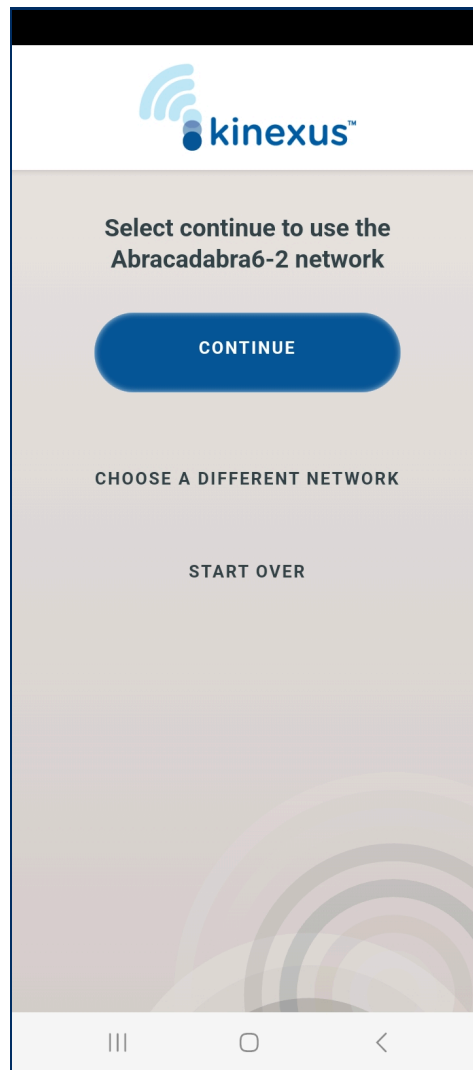 kinexus™
Select continue to use the
Abracadabra6-2 network
CONTINUE
CHOOSE A DIFFERENT NETWORK
START OVER